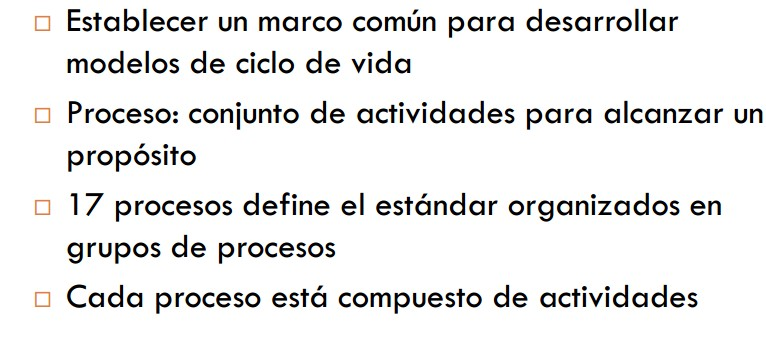 Establecer un marco común para desarrollar
modelos de ciclo de vida
Proceso: conjunto de actividades para alcanzar un
propósito
17 procesos define el estándar organizados en
grupos de procesos
Cada proceso está compuesto de actividades